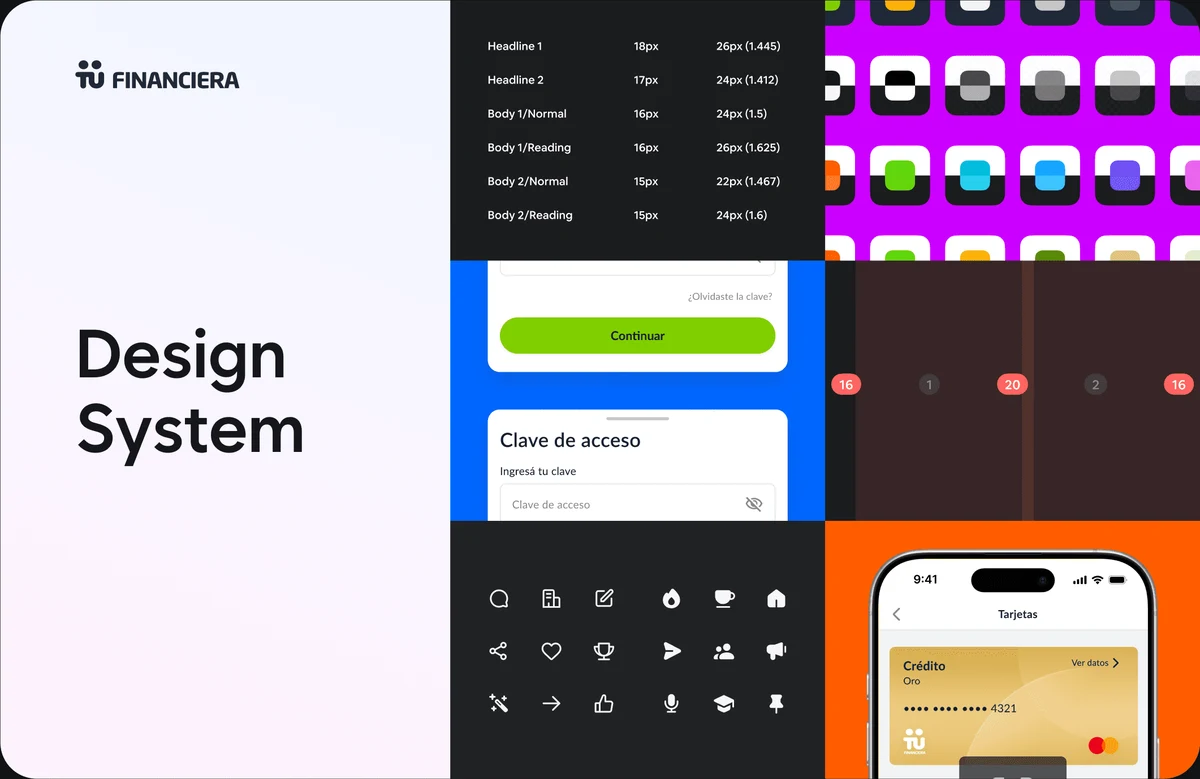 TU FINANCIERA
Design
System
Headline 1 18px 26px (1.445)
Headline 2 17px 24px (1.412)
Body 1/Normal 16px 24px (1.5)
Body 1/Reading 16px 26px (1.625)
Body 2/Normal 15px 22px (1.467)
Body 2/Reading 15px 24px (1.6)
¿Olvidaste la clave?
Continuar
Clave de acceso
Ingresá tu clave
Clave de acceso
16 1 20 2 16
9:41
Tarjetas
Crédito
Ver datos
Oro
•••• •••• •••• 4321
TU
FINANCIERA